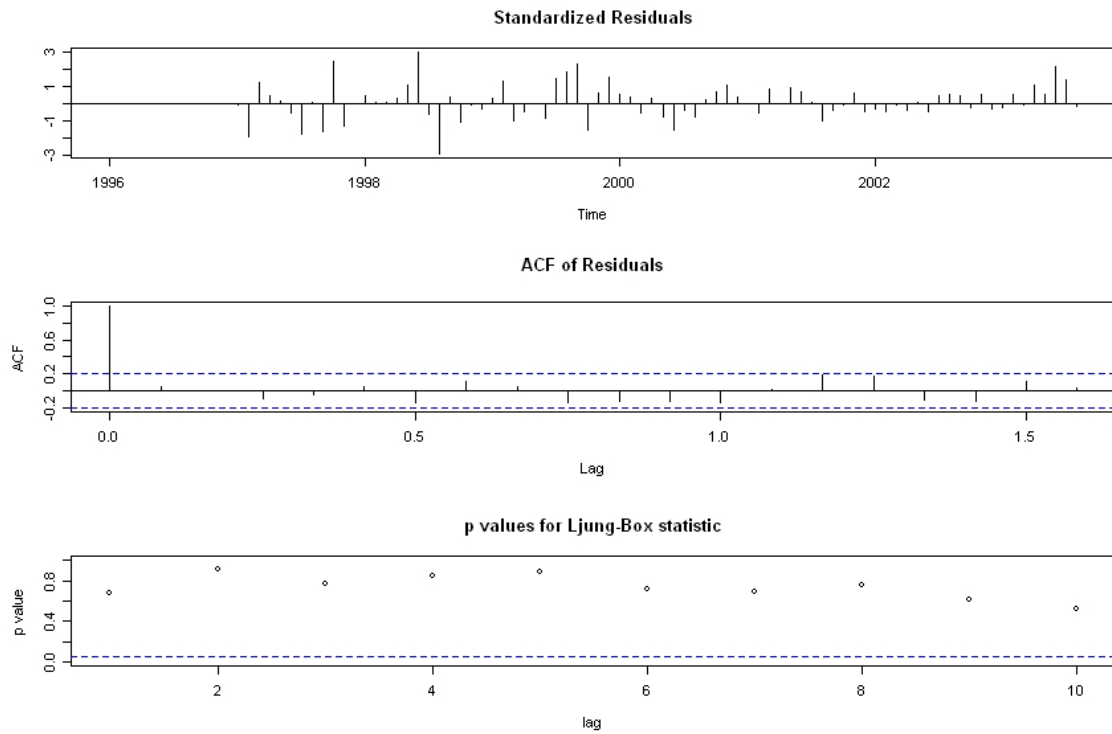 Standardized Residuals
3
1
-1
-3
1996 1998 2000 2002
Time
ACF of Residuals
ACF
1.0
0.6
0.2
-0.2
0.0 0.5 1.0 1.5
Lag
p values for Ljung-Box statistic
p value
0.8
0.4
0.0
2 4 6 8 10
lag